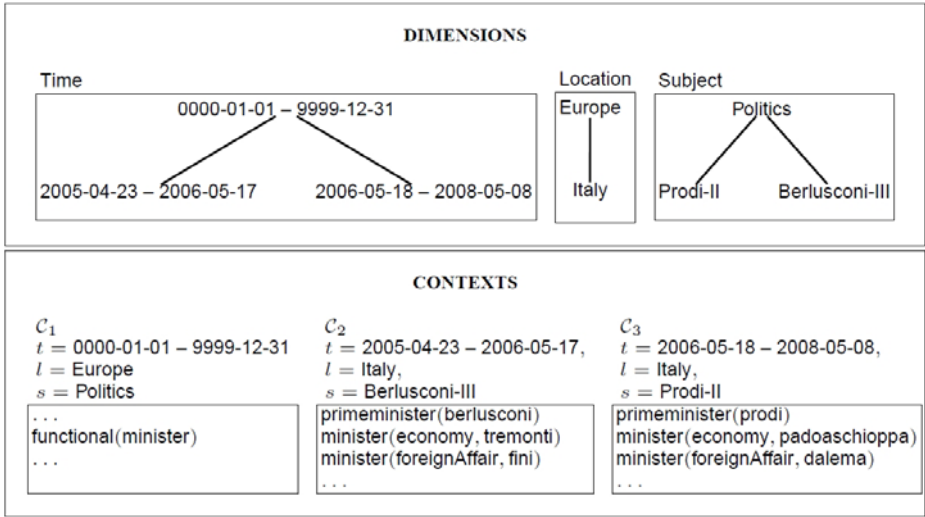 DIMENSIONS
Time
0000-01-01 – 9999-12-31
2005-04-23 – 2006-05-17
2006-05-18 – 2008-05-08
Location
Europe
Italy
Subject
Politics
Prodi-II
Berlusconi-III
CONTEXTS
C₁
t = 0000-01-01 – 9999-12-31
l = Europe
s = Politics
. . .
functional(minister)
. . .
C₂
t = 2005-04-23 – 2006-05-17,
l = Italy,
s = Berlusconi-III
primeminister(berlusconi)
minister(economy, tremonti)
minister(foreignAffair, fini)
. . .
C₃
t = 2006-05-18 – 2008-05-08,
l = Italy,
s = Prodi-II
primeminister(prodi)
minister(economy, padoaschioppa)
minister(foreignAffair, dalema)
. . .